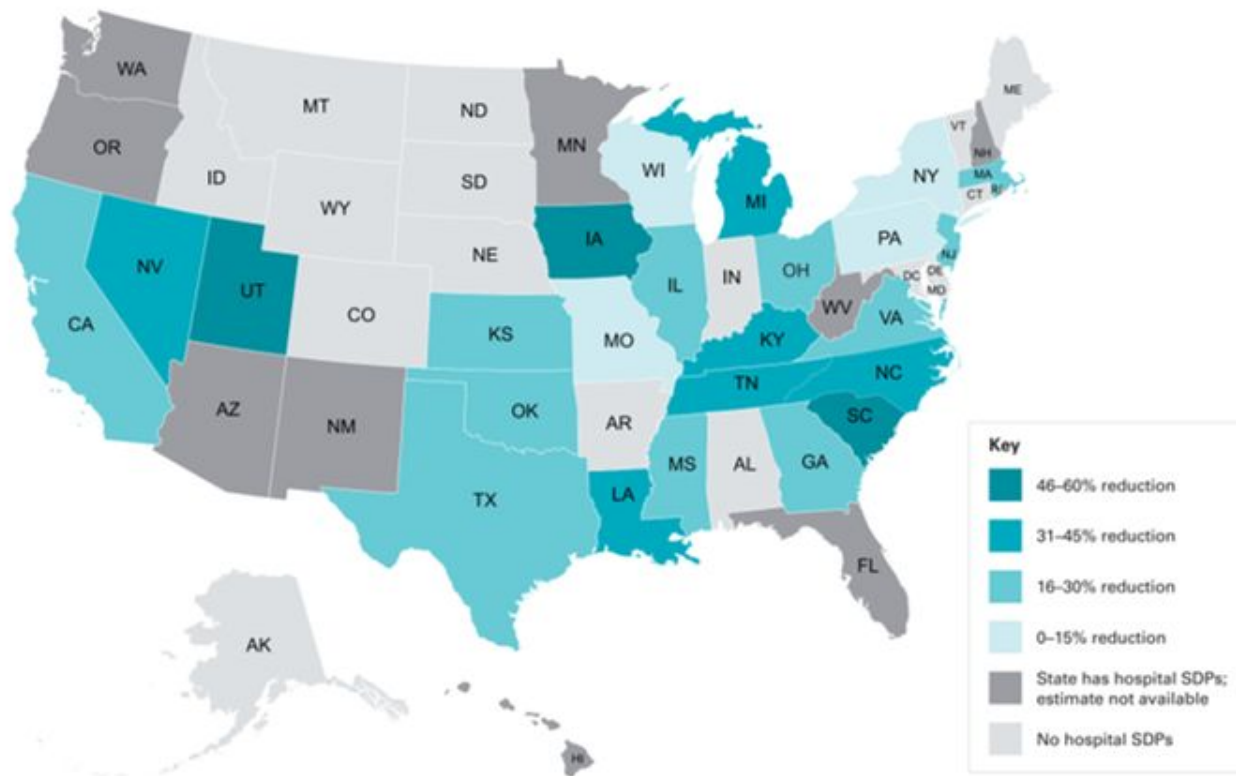 WA
MT
ND
MN
ME
VT
NH
OR
ID
SD
WI
NY
MA
CT
RI
WY
MI
NE
IA
PA
NV
UT
CO
IL
IN
OH
NJ
DC
DE
MD
CA
KS
MO
WV
VA
KY
AZ
NM
OK
AR
TN
NC
SC
TX
LA
MS
AL
GA
FL
AK
HI
Key
46–60% reduction
31–45% reduction
16–30% reduction
0–15% reduction
State has hospital SDPs;
estimate not available
No hospital SDPs